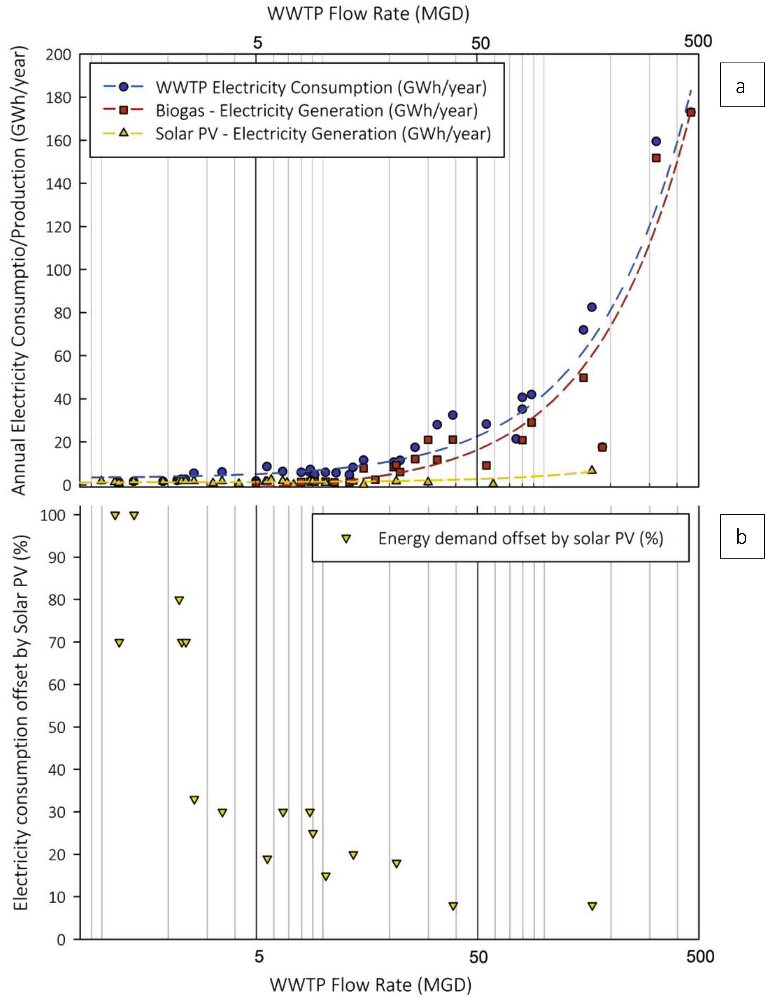 WWTP Flow Rate (MGD)
5 50 500
Annual Electricity Consumptio/Production (GWh/year)
200
180
160
140
120
100
80
60
40
20
0
WWTP Electricity Consumption (GWh/year)
Biogas - Electricity Generation (GWh/year)
Solar PV - Electricity Generation (GWh/year)
a
Electricity consumption offset by Solar PV (%)
100
90
80
70
60
50
40
30
20
10
0
Energy demand offset by solar PV (%)
b
5 50 500
WWTP Flow Rate (MGD)